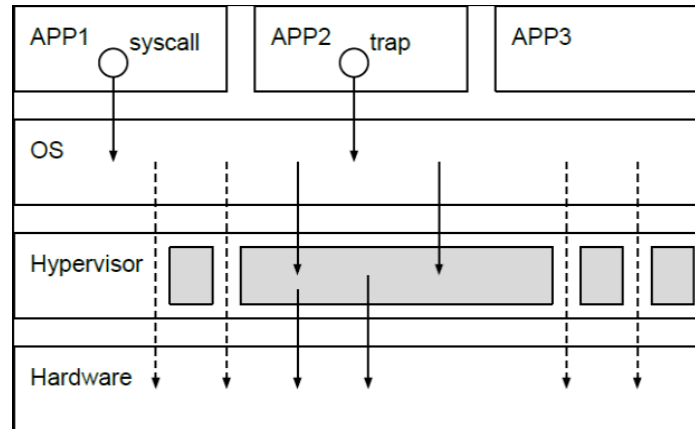 APP1 syscall
APP2 trap
APP3
OS
Hypervisor
Hardware